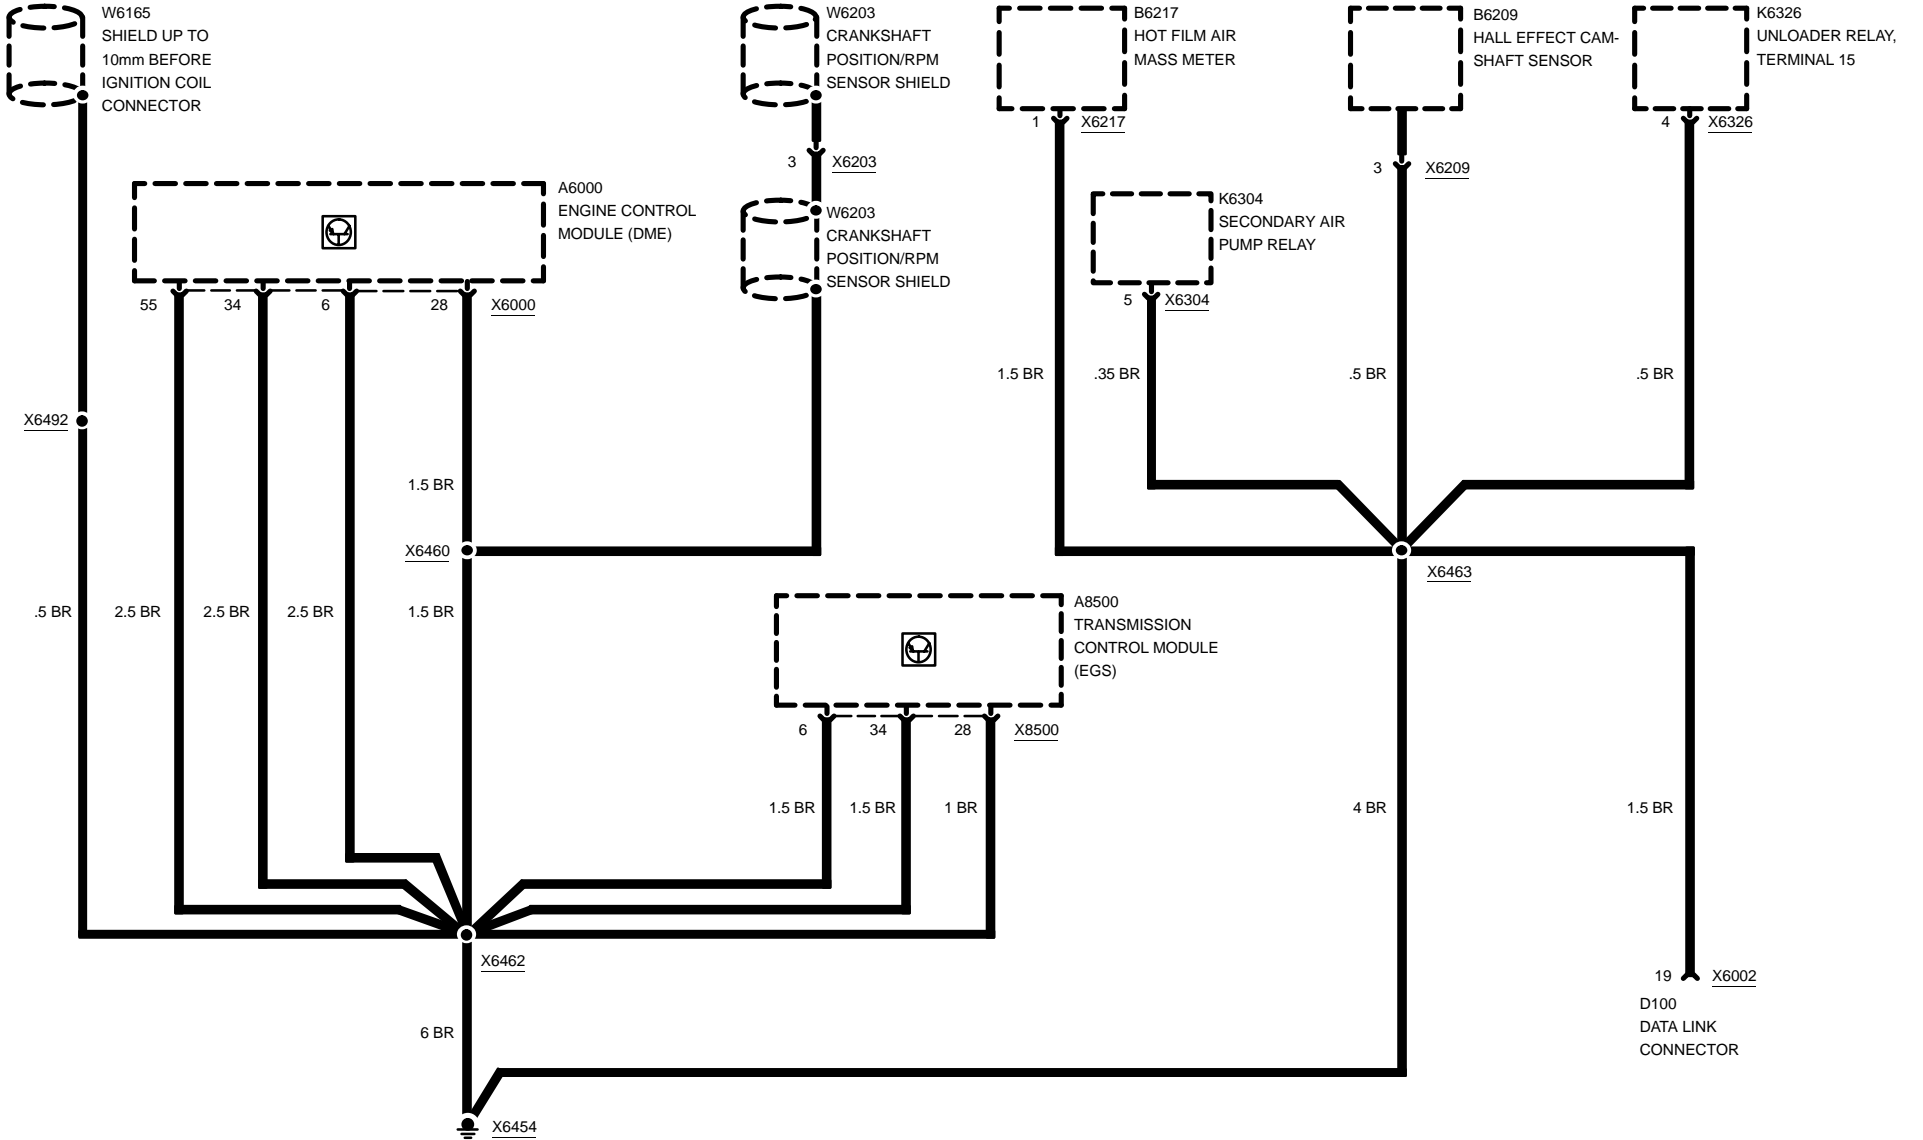 W6165
SHIELD UP TO
10mm BEFORE
IGNITION COIL
CONNECTOR
W6203
CRANKSHAFT
POSITION/RPM
SENSOR SHIELD
B6217
HOT FILM AIR
MASS METER
B6209
HALL EFFECT CAM-
SHAFT SENSOR
K6326
UNLOADER RELAY,
TERMINAL 15
1 X6217
4 X6326
3 X6203
3 X6209
A6000
ENGINE CONTROL
MODULE (DME)
W6203
CRANKSHAFT
POSITION/RPM
SENSOR SHIELD
K6304
SECONDARY AIR
PUMP RELAY
55 34 6 28 X6000
5 X6304
1.5 BR .35 BR .5 BR .5 BR
X6492
1.5 BR
X6460
X6463
.5 BR 2.5 BR 2.5 BR 2.5 BR 1.5 BR
A8500
TRANSMISSION
CONTROL MODULE
(EGS)
6 34 28 X8500
1.5 BR 1.5 BR 1 BR 4 BR 1.5 BR
X6462
19 X6002
D100
DATA LINK
CONNECTOR
6 BR
X6454